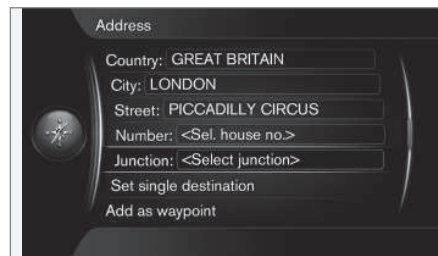 Address
Country: GREAT BRITAIN
City: LONDON
Street: PICCADILLY CIRCUS
Number: <Sel. house no.>
Junction: <Select junction>
Set single destination
Add as waypoint